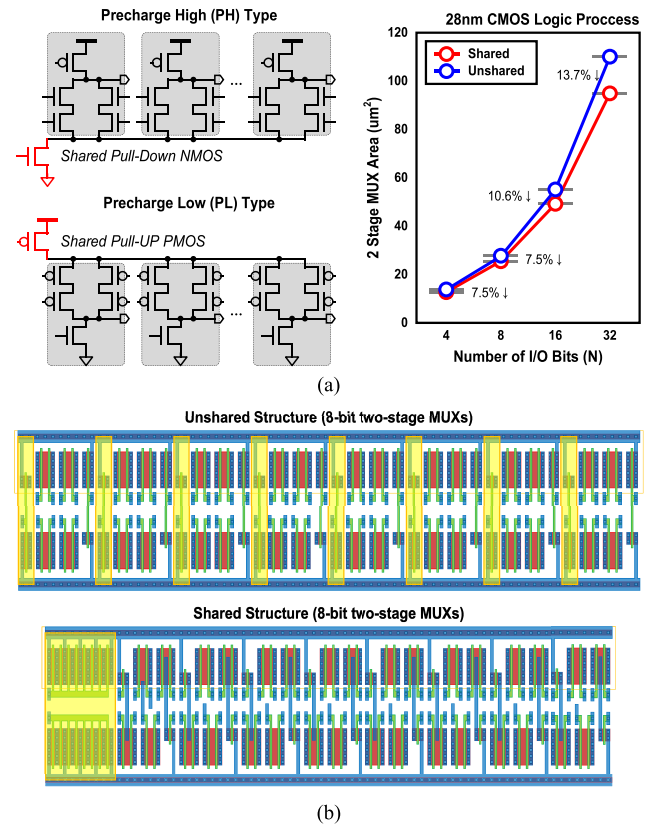 Precharge High (PH) Type
...
Shared Pull-Down NMOS
Precharge Low (PL) Type
Shared Pull-UP PMOS
...
28nm CMOS Logic Proccess
Shared
Unshared
2 Stage MUX Area (um²)
120
100
80
60
40
20
0
13.7%↓
10.6%↓
7.5%↓
7.5%↓
4
8
16
32
Number of I/O Bits (N)
(a)
Unshared Structure (8-bit two-stage MUXs)
Shared Structure (8-bit two-stage MUXs)
(b)